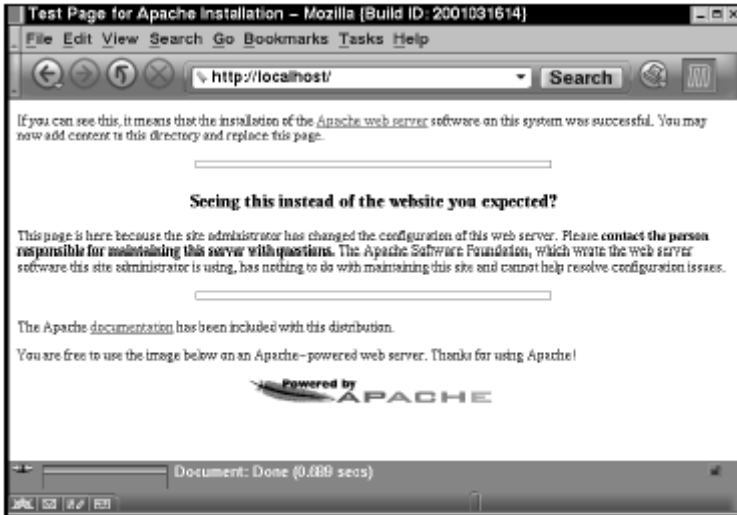 Test Page for Apache Installation – Mozilla {Build ID: 2001031614}
File Edit View Search Go Bookmarks Tasks Help
http://localhost/ Search
If you can see this, it means that the installation of the Apache web server software on this system was successful. You may
now add content to this directory and replace this page.
Seeing this instead of the website you expected?
This page is here because the site administrator has changed the configuration of this web server. Please contact the person
responsible for maintaining this server with questions. The Apache Software Foundation, which wrote the web server
software this site administrator is using, has nothing to do with maintaining this site and cannot help resolve configuration issues.
The Apache documentation has been included with this distribution.
You are free to use the image below on an Apache-powered web server. Thanks for using Apache!
Powered by
APACHE
Document: Done (0.689 secs)